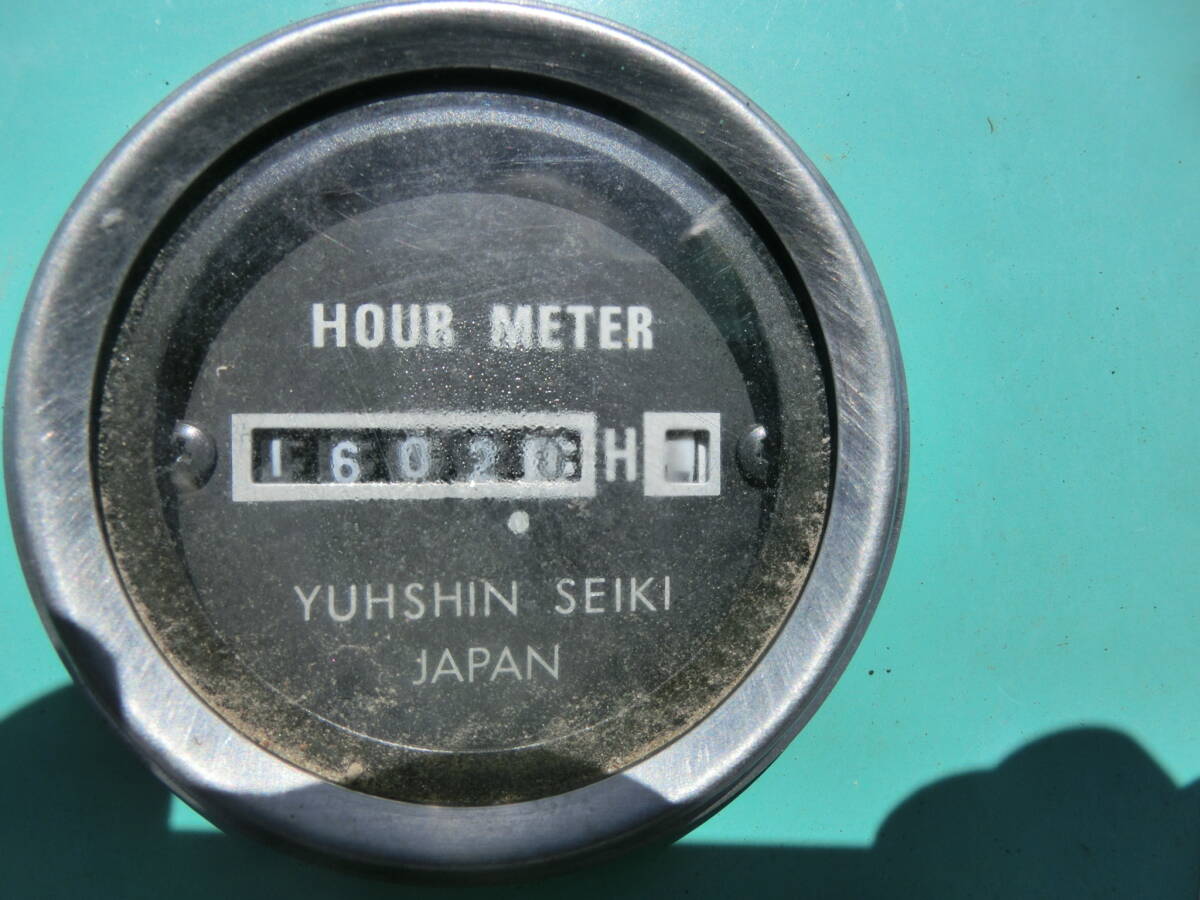 HOUR METER
1602 H
YUHSHIN SEIKI
JAPAN